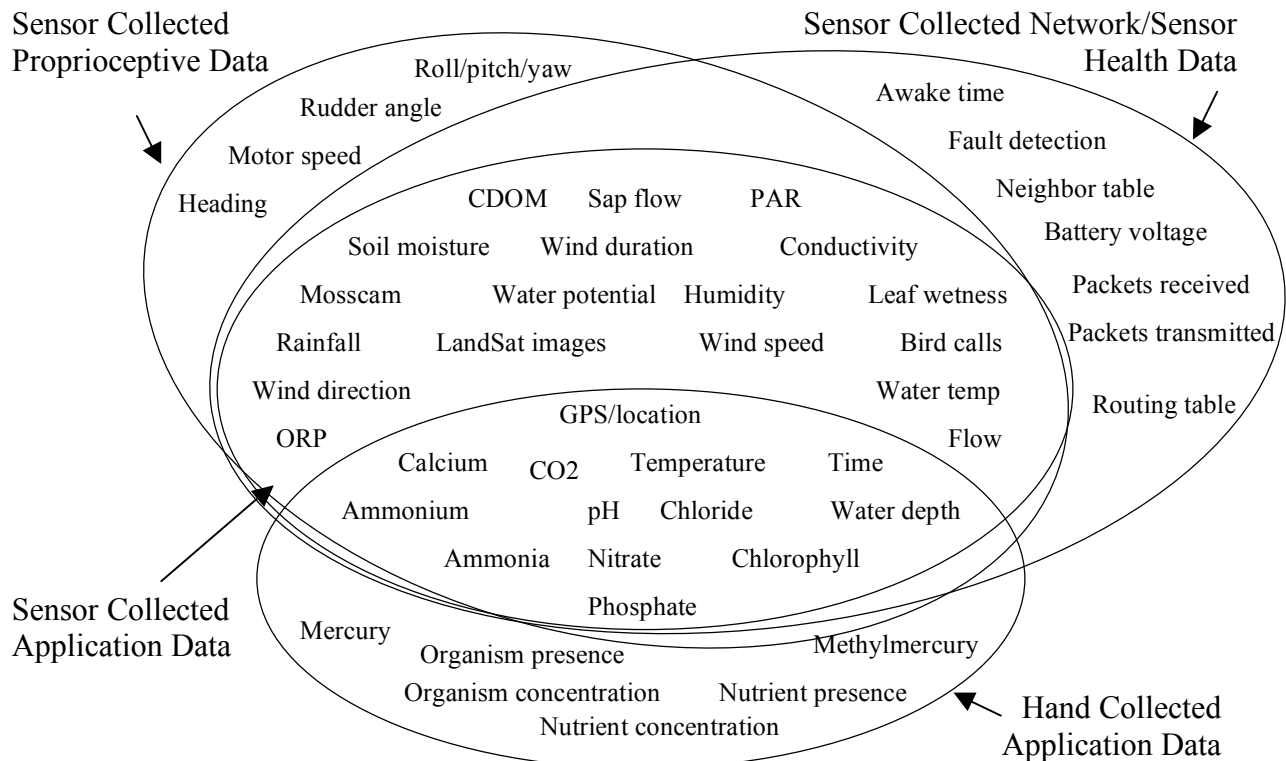 Sensor Collected
Proprioceptive Data
Sensor Collected Network/Sensor
Health Data
Roll/pitch/yaw
Rudder angle
Motor speed
Heading
Awake time
Fault detection
Neighbor table
Battery voltage
Packets received
Packets transmitted
Routing table
CDOM Sap flow PAR
Soil moisture Wind duration Conductivity
Mosscam Water potential Humidity Leaf wetness
Rainfall LandSat images Wind speed Bird calls
Wind direction Water temp
GPS/location
ORP Flow
Calcium CO2 Temperature Time
Ammonium pH Chloride Water depth
Ammonia Nitrate Chlorophyll
Phosphate
Sensor Collected
Application Data
Mercury Methylmercury
Organism presence
Organism concentration Nutrient presence
Nutrient concentration
Hand Collected
Application Data